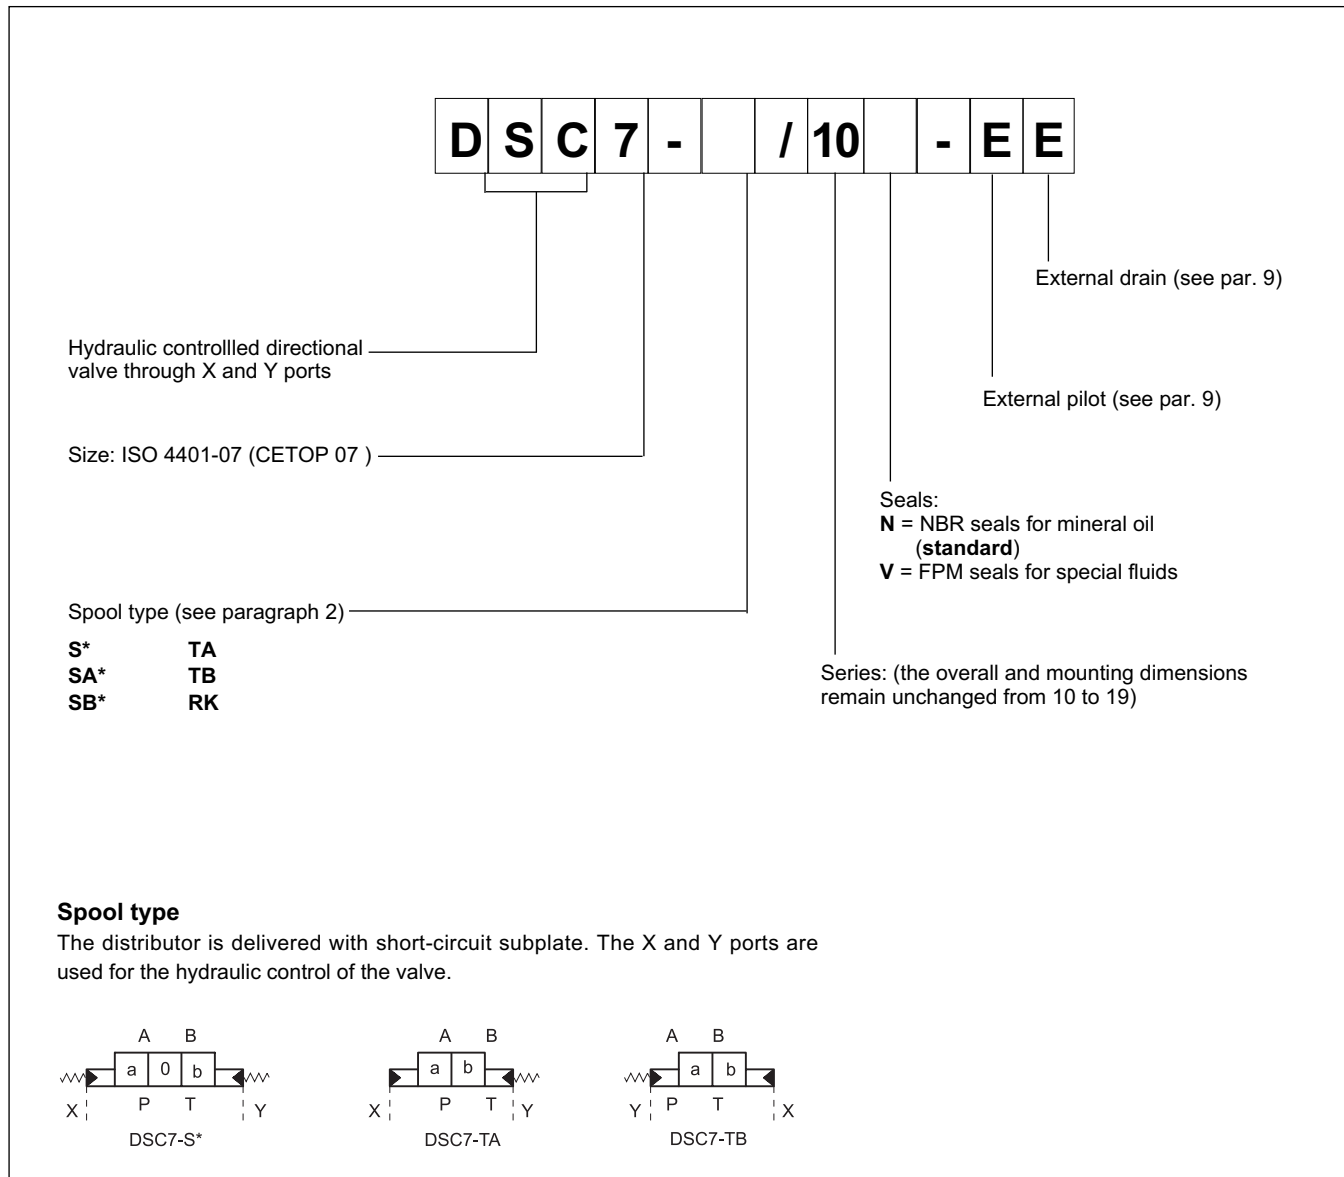 D S C 7 - / 10 - E E
External drain (see par. 9)
Hydraulic controllled directional
valve through X and Y ports
External pilot (see par. 9)
Size: ISO 4401-07 (CETOP 07 )
Seals:
N = NBR seals for mineral oil
(standard)
V = FPM seals for special fluids
Spool type (see paragraph 2)
S* TA
SA* TB
SB* RK
Series: (the overall and mounting dimensions
remain unchanged from 10 to 19)
Spool type
The distributor is delivered with short-circuit subplate. The X and Y ports are
used for the hydraulic control of the valve.
A B
a 0 b
X P T Y
DSC7-S*
A B
a b
X P T Y
DSC7-TA
A B
a b
Y P T X
DSC7-TB